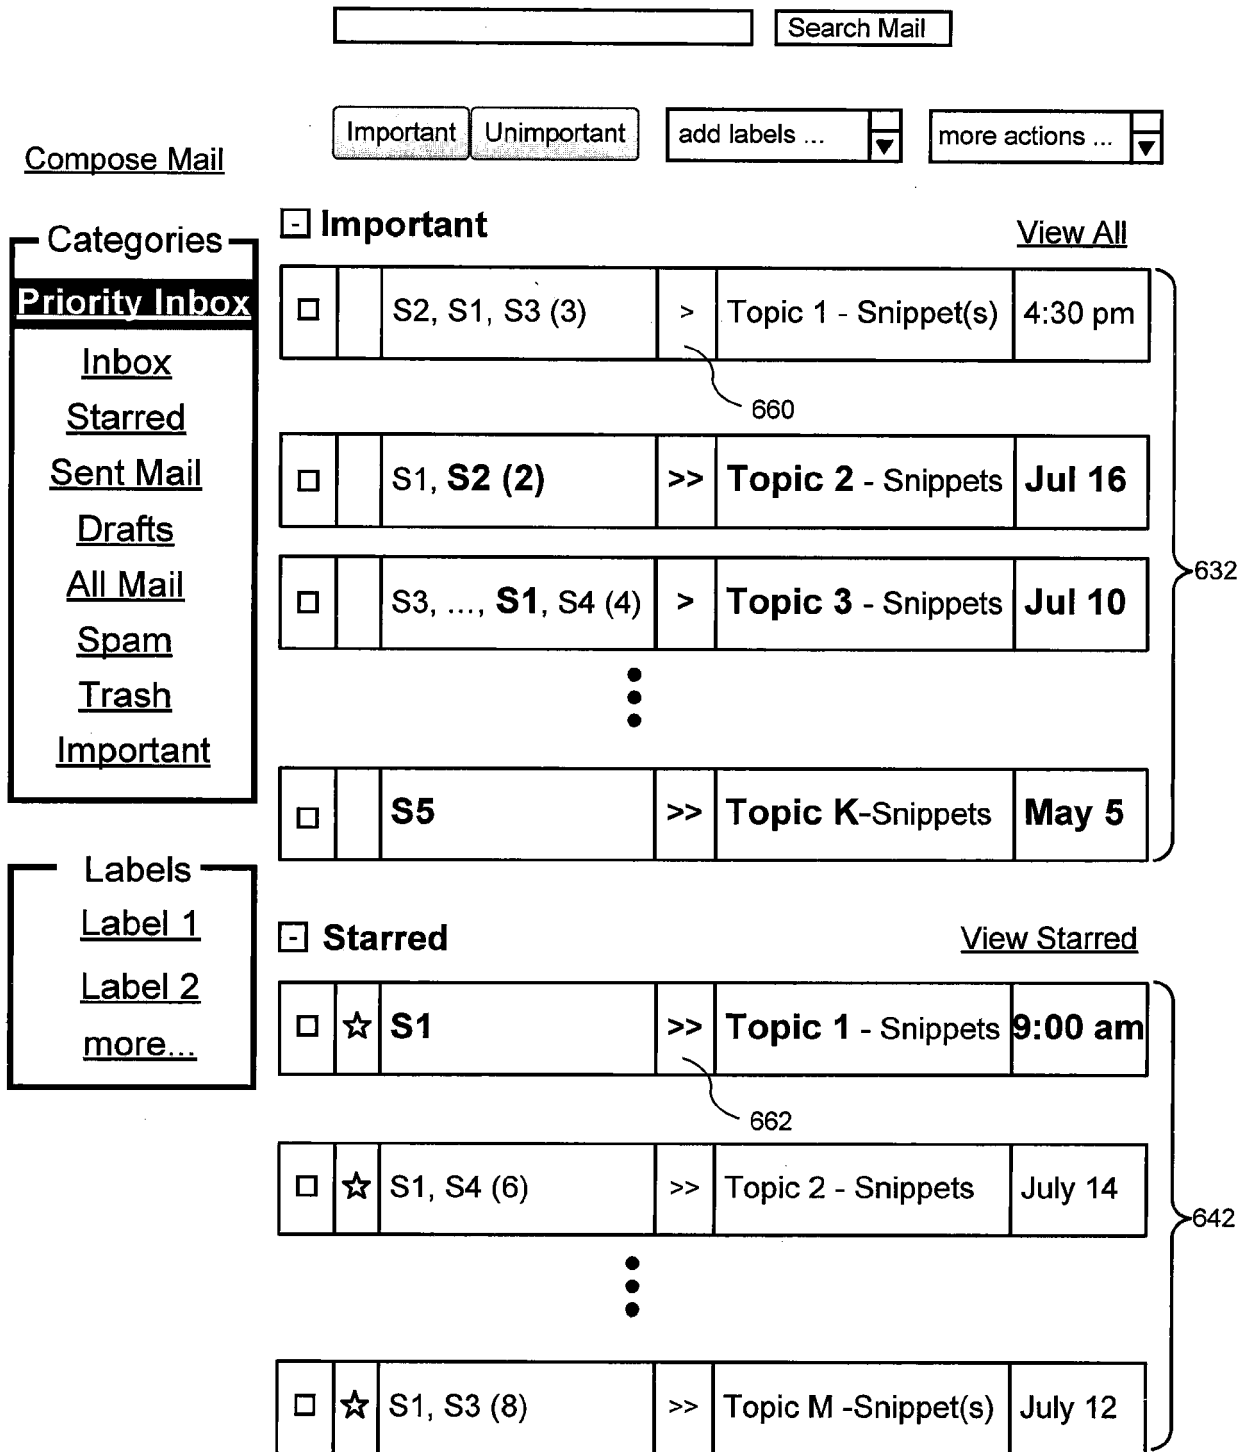 Search Mail
Important Unimportant add labels ... more actions ...
Compose Mail
Categories
Priority Inbox
Inbox
Starred
Sent Mail
Drafts
All Mail
Spam
Trash
Important
Labels
Label 1
Label 2
more...
- Important View All
S2, S1, S3 (3) > Topic 1 - Snippet(s) 4:30 pm
660
S1, S2 (2) >> Topic 2 - Snippets Jul 16
S3, ..., S1, S4 (4) > Topic 3 - Snippets Jul 10
632
S5 >> Topic K-Snippets May 5
- Starred View Starred
S1 >> Topic 1 - Snippets 9:00 am
662
S1, S4 (6) >> Topic 2 - Snippets July 14
642
S1, S3 (8) >> Topic M -Snippet(s) July 12